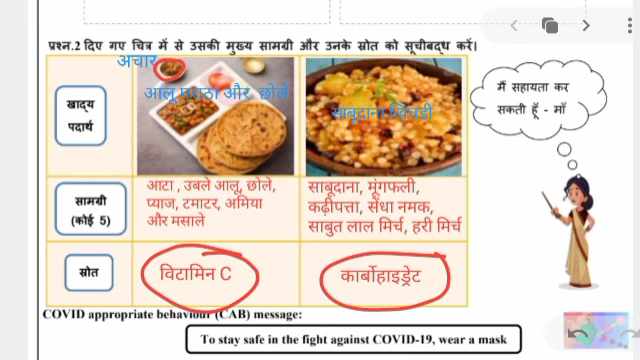 प्रश्न.2 दिए गए चित्र में से उसकी मुख्य सामग्री और उनके स्रोत को सूचीबद्ध करें।
अचार
आलू पराठा और छोले
साबूदाना खिचडी
खाद्य
पदार्थ
मैं सहायता कर
सकती हूँ - माँ
सामग्री
(कोई 5)
आटा , उबले आलू, छोले,
प्याज, टमाटर, अमिया
और मसाले
साबूदाना, मूंगफली,
कढ़ीपत्ता, सेंधा नमक,
साबुत लाल मिर्च, हरी मिर्च
स्रोत
विटामिन C
कार्बोहाइड्रेट
COVID appropriate behaviour (CAB) message:
To stay safe in the fight against COVID-19, wear a mask